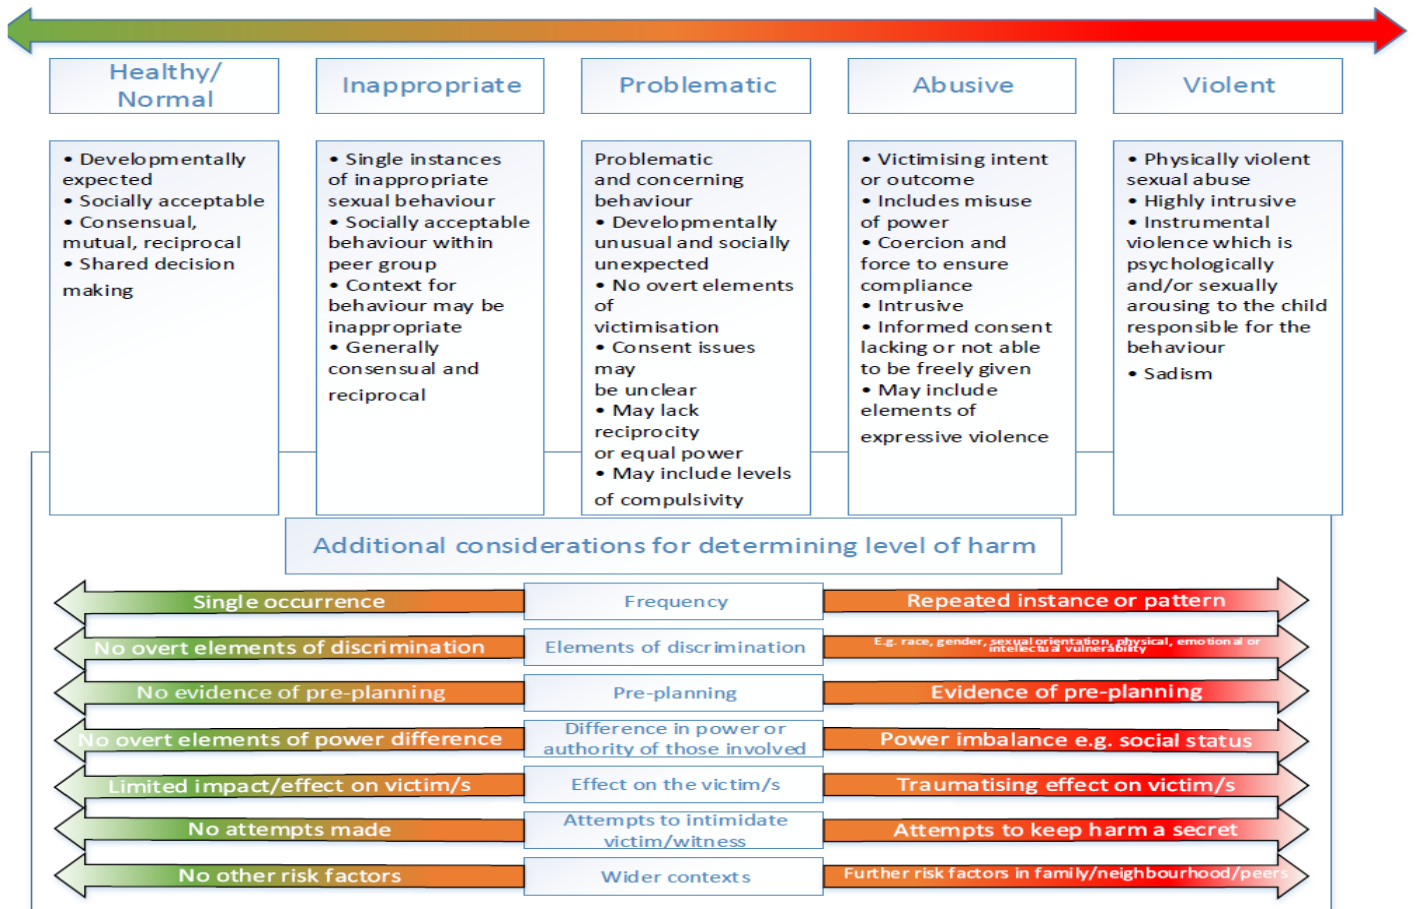 Healthy/
Normal
Inappropriate
Problematic
Abusive
Violent
• Developmentally
expected
• Socially acceptable
• Consensual,
mutual, reciprocal
• Shared decision
making
• Single instances
of inappropriate
sexual behaviour
• Socially acceptable
behaviour within
peer group
• Context for
behaviour may be
inappropriate
• Generally
consensual and
reciprocal
Problematic
and concerning
behaviour
• Developmentally
unusual and socially
unexpected
• No overt elements
of
victimisation
• Consent issues
may
be unclear
• May lack
reciprocity
or equal power
• May include levels
of compulsivity
• Victimising intent
or outcome
• Includes misuse
of power
• Coercion and
force to ensure
compliance
• Intrusive
• Informed consent
lacking or not able
to be freely given
• May include
elements of
expressive violence
• Physically violent
sexual abuse
• Highly intrusive
• Instrumental
violence which is
psychologically
and/or sexually
arousing to the child
responsible for the
behaviour
• Sadism
Additional considerations for determining level of harm
Single occurrence
Frequency
Repeated instance or pattern
No overt elements of discrimination
Elements of discrimination
E.g. race, gender, sexual orientation, physical, emotional or
intellectual vulnerability
No evidence of pre-planning
Pre-planning
Evidence of pre-planning
No overt elements of power difference
Difference in power or
authority of those involved
Power imbalance e.g. social status
Limited impact/effect on victim/s
Effect on the victim/s
Traumatising effect on victim/s
No attempts made
Attempts to intimidate
victim/witness
Attempts to keep harm a secret
No other risk factors
Wider contexts
Further risk factors in family/neighbourhood/peers